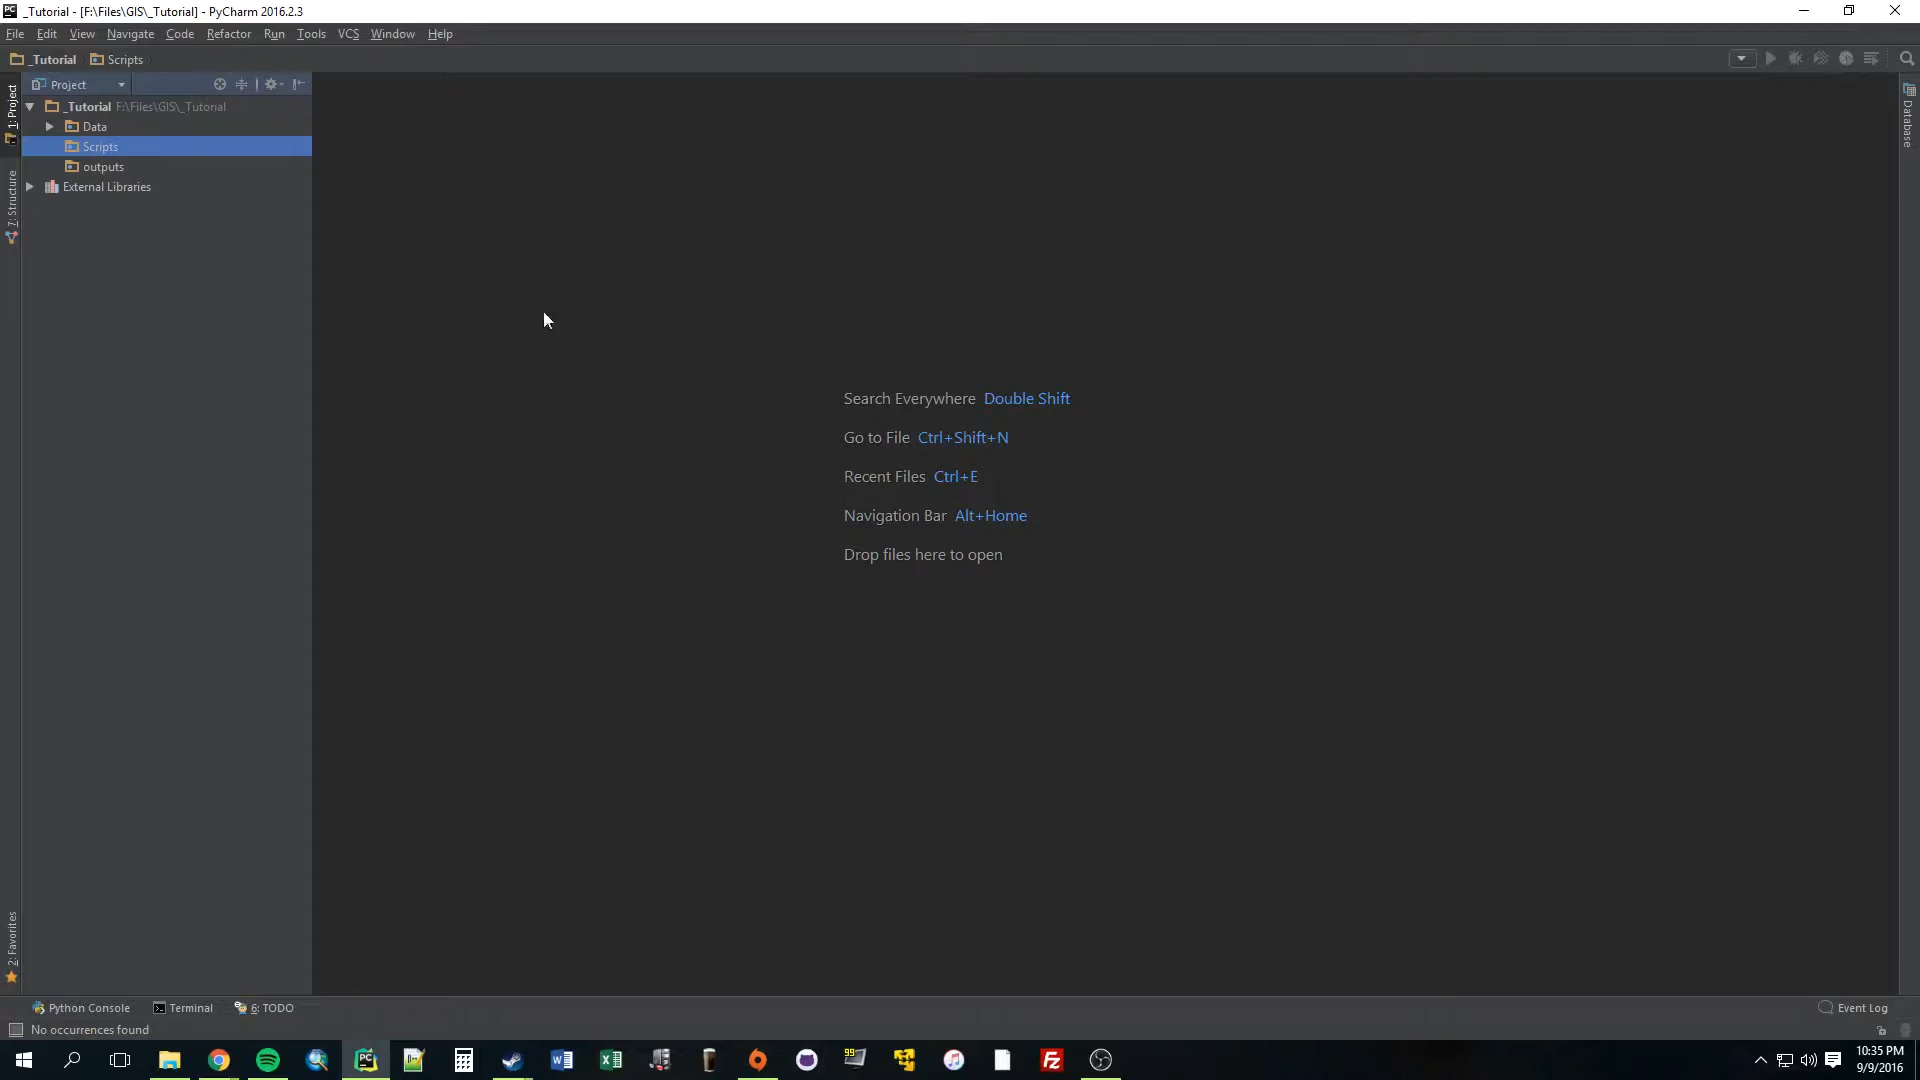 _Tutorial - [F:\Files\GIS\_Tutorial] - PyCharm 2016.2.3
File Edit View Navigate Code Refactor Run Tools VCS Window Help
_Tutorial Scripts
Project
_Tutorial F:\Files\GIS\_Tutorial
Data
Scripts
outputs
External Libraries
1: Project
7: Structure
2: Favorites
Database
Search Everywhere Double Shift
Go to File Ctrl+Shift+N
Recent Files Ctrl+E
Navigation Bar Alt+Home
Drop files here to open
Python Console Terminal 6: TODO Event Log
No occurrences found
10:35 PM
9/9/2016